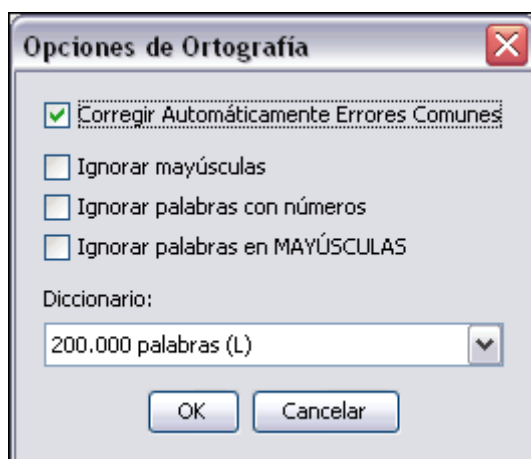 Opciones de Ortografía
Corregir Automáticamente Errores Comunes
Ignorar mayúsculas
Ignorar palabras con números
Ignorar palabras en MAYÚSCULAS
Diccionario:
200.000 palabras (L)
OK Cancelar